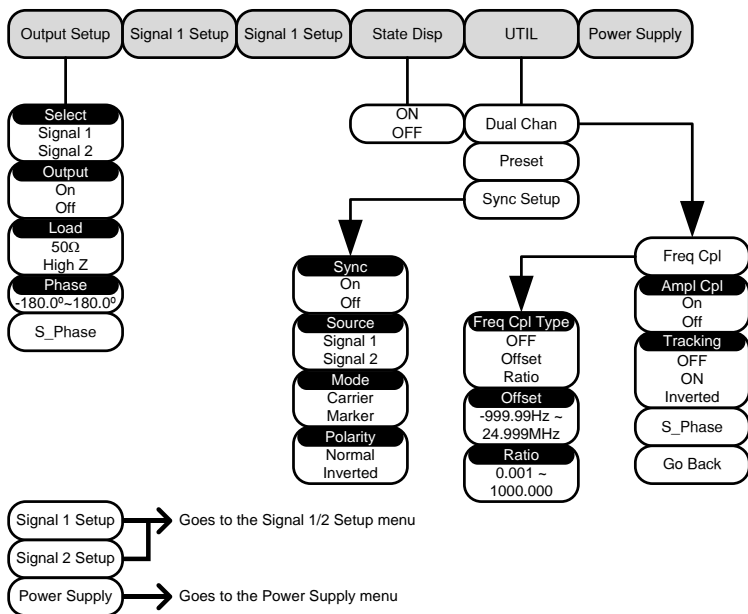 Output Setup
Signal 1 Setup
Signal 1 Setup
State Disp
UTIL
Power Supply
Select
Signal 1
Signal 2
Output
On
Off
Load
50Ω
High Z
Phase
-180.0º~180.0º
S_Phase
ON
OFF
Dual Chan
Preset
Sync Setup
Sync
On
Off
Source
Signal 1
Signal 2
Mode
Carrier
Marker
Polarity
Normal
Inverted
Freq Cpl Type
OFF
Offset
Ratio
Offset
-999.99Hz ~
24.999MHz
Ratio
0.001 ~
1000.000
Freq Cpl
Ampl Cpl
On
Off
Tracking
OFF
ON
Inverted
S_Phase
Go Back
Signal 1 Setup
Goes to the Signal 1/2 Setup menu
Signal 2 Setup
Power Supply
Goes to the Power Supply menu